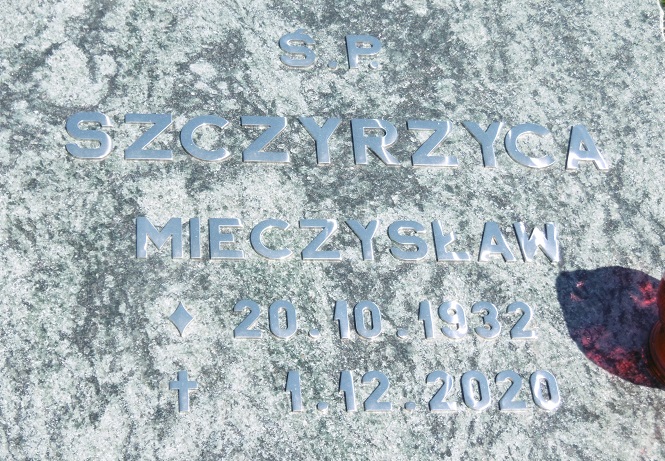 Ś.P.
SZCZYRZYCA
MIECZYSŁAW
✦ 20.10.1932
✝ 1.12.2020